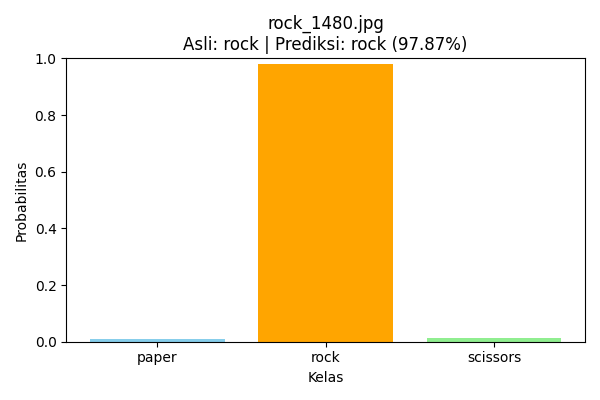 rock_1480.jpg
Asli: rock | Prediksi: rock (97.87%)
1.0
0.8
0.6
0.4
0.2
0.0
Probabilitas
paper rock scissors
Kelas